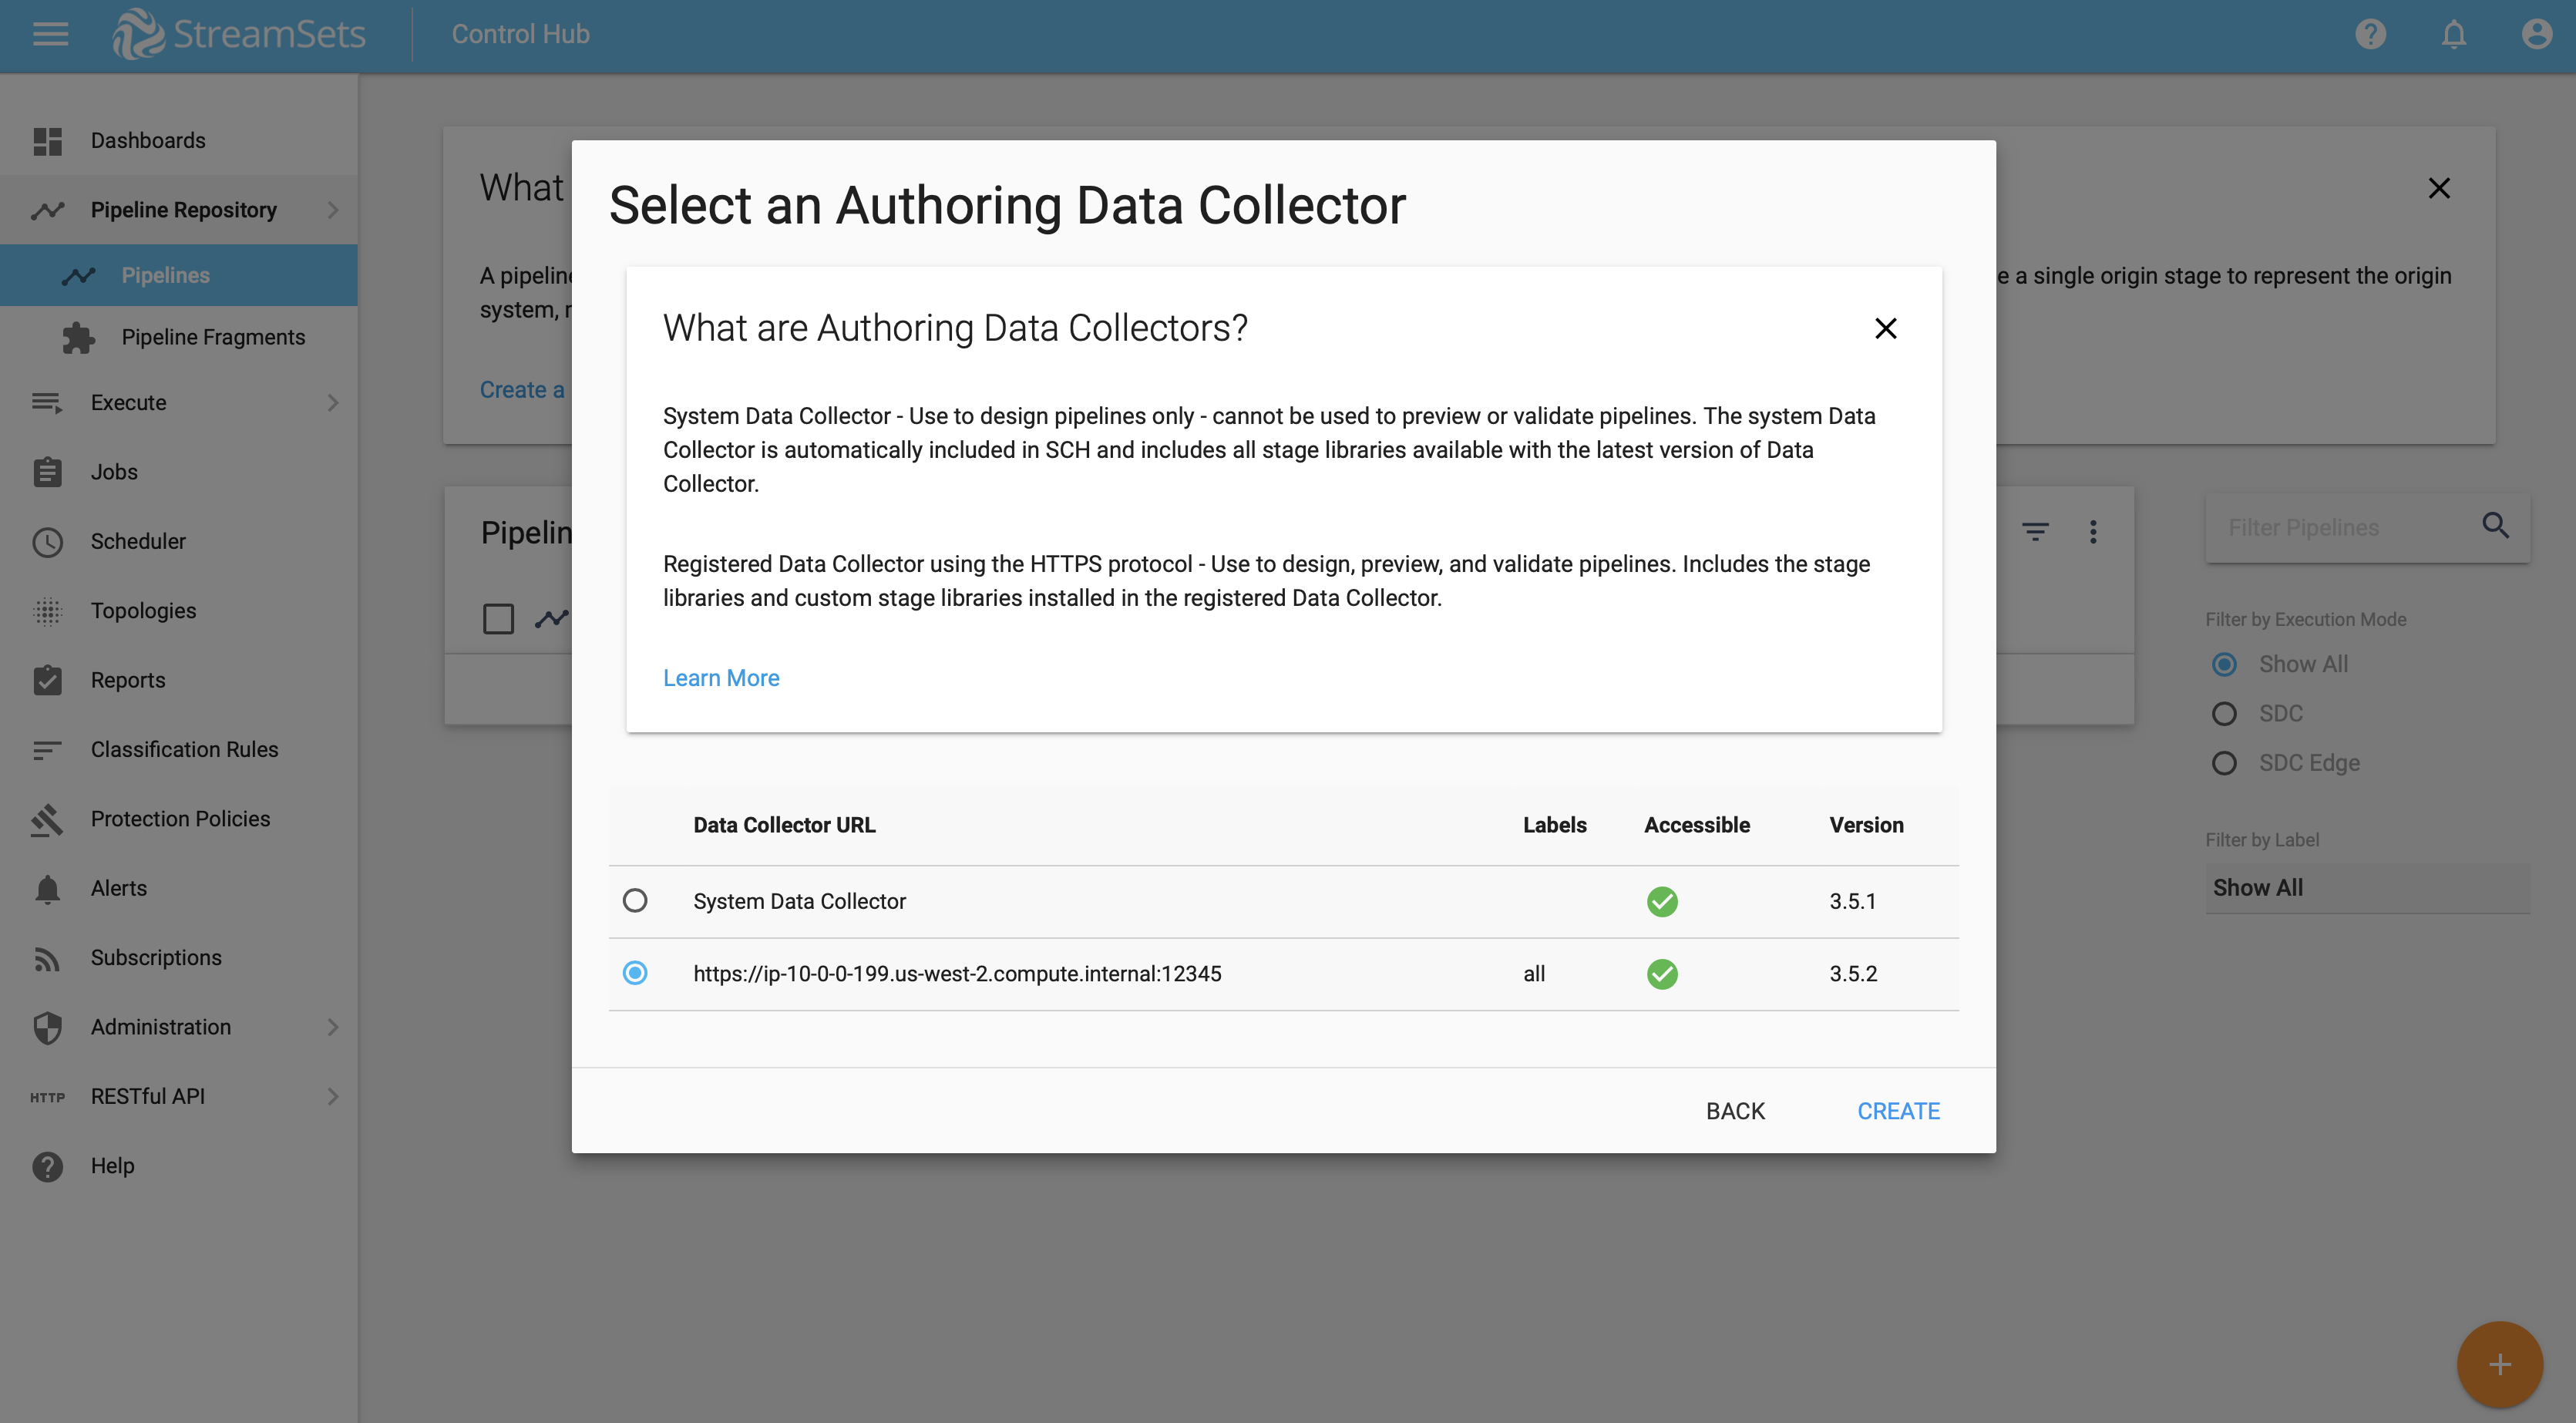 StreamSets
Control Hub
Dashboards
Pipeline Repository
Pipelines
Pipeline Fragments
Execute
Jobs
Scheduler
Topologies
Reports
Classification Rules
Protection Policies
Alerts
Subscriptions
Administration
HTTP RESTful API
Help
What
A pipeline
system,
Create a
e a single origin stage to represent the origin
Pipelin
Select an Authoring Data Collector
What are Authoring Data Collectors?
System Data Collector - Use to design pipelines only - cannot be used to preview or validate pipelines. The system Data
Collector is automatically included in SCH and includes all stage libraries available with the latest version of Data
Collector.
Registered Data Collector using the HTTPS protocol - Use to design, preview, and validate pipelines. Includes the stage
libraries and custom stage libraries installed in the registered Data Collector.
Learn More
Data Collector URL Labels Accessible Version
System Data Collector 3.5.1
https://ip-10-0-0-199.us-west-2.compute.internal:12345 all 3.5.2
BACK CREATE
Filter Pipelines
Filter by Execution Mode
Show All
SDC
SDC Edge
Filter by Label
Show All